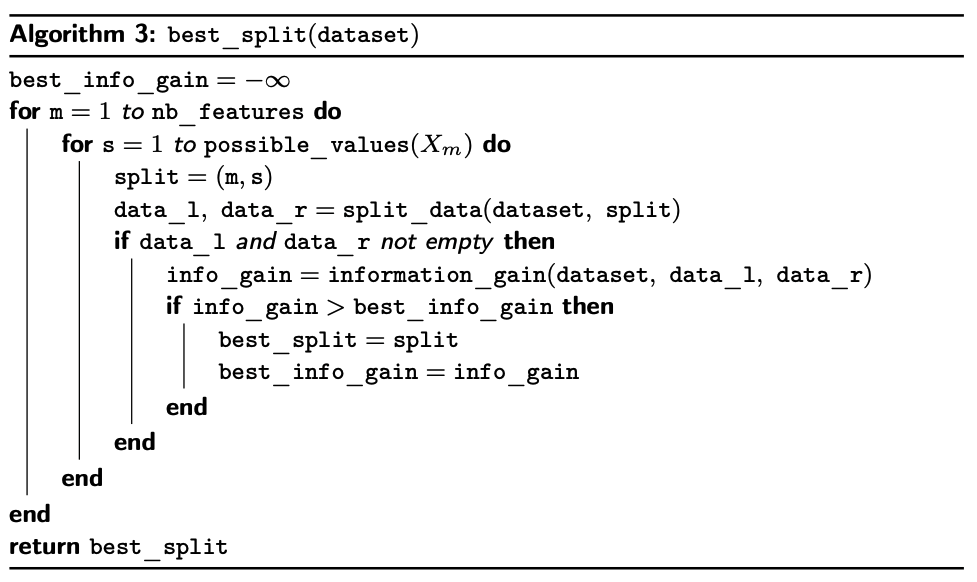 Algorithm 3: best_split(dataset)
best_info_gain = −∞
for m = 1 to nb_features do
for s = 1 to possible_values(Xm) do
split = (m, s)
data_l, data_r = split_data(dataset, split)
if data_l and data_r not empty then
info_gain = information_gain(dataset, data_l, data_r)
if info_gain > best_info_gain then
best_split = split
best_info_gain = info_gain
end
end
end
end
return best_split